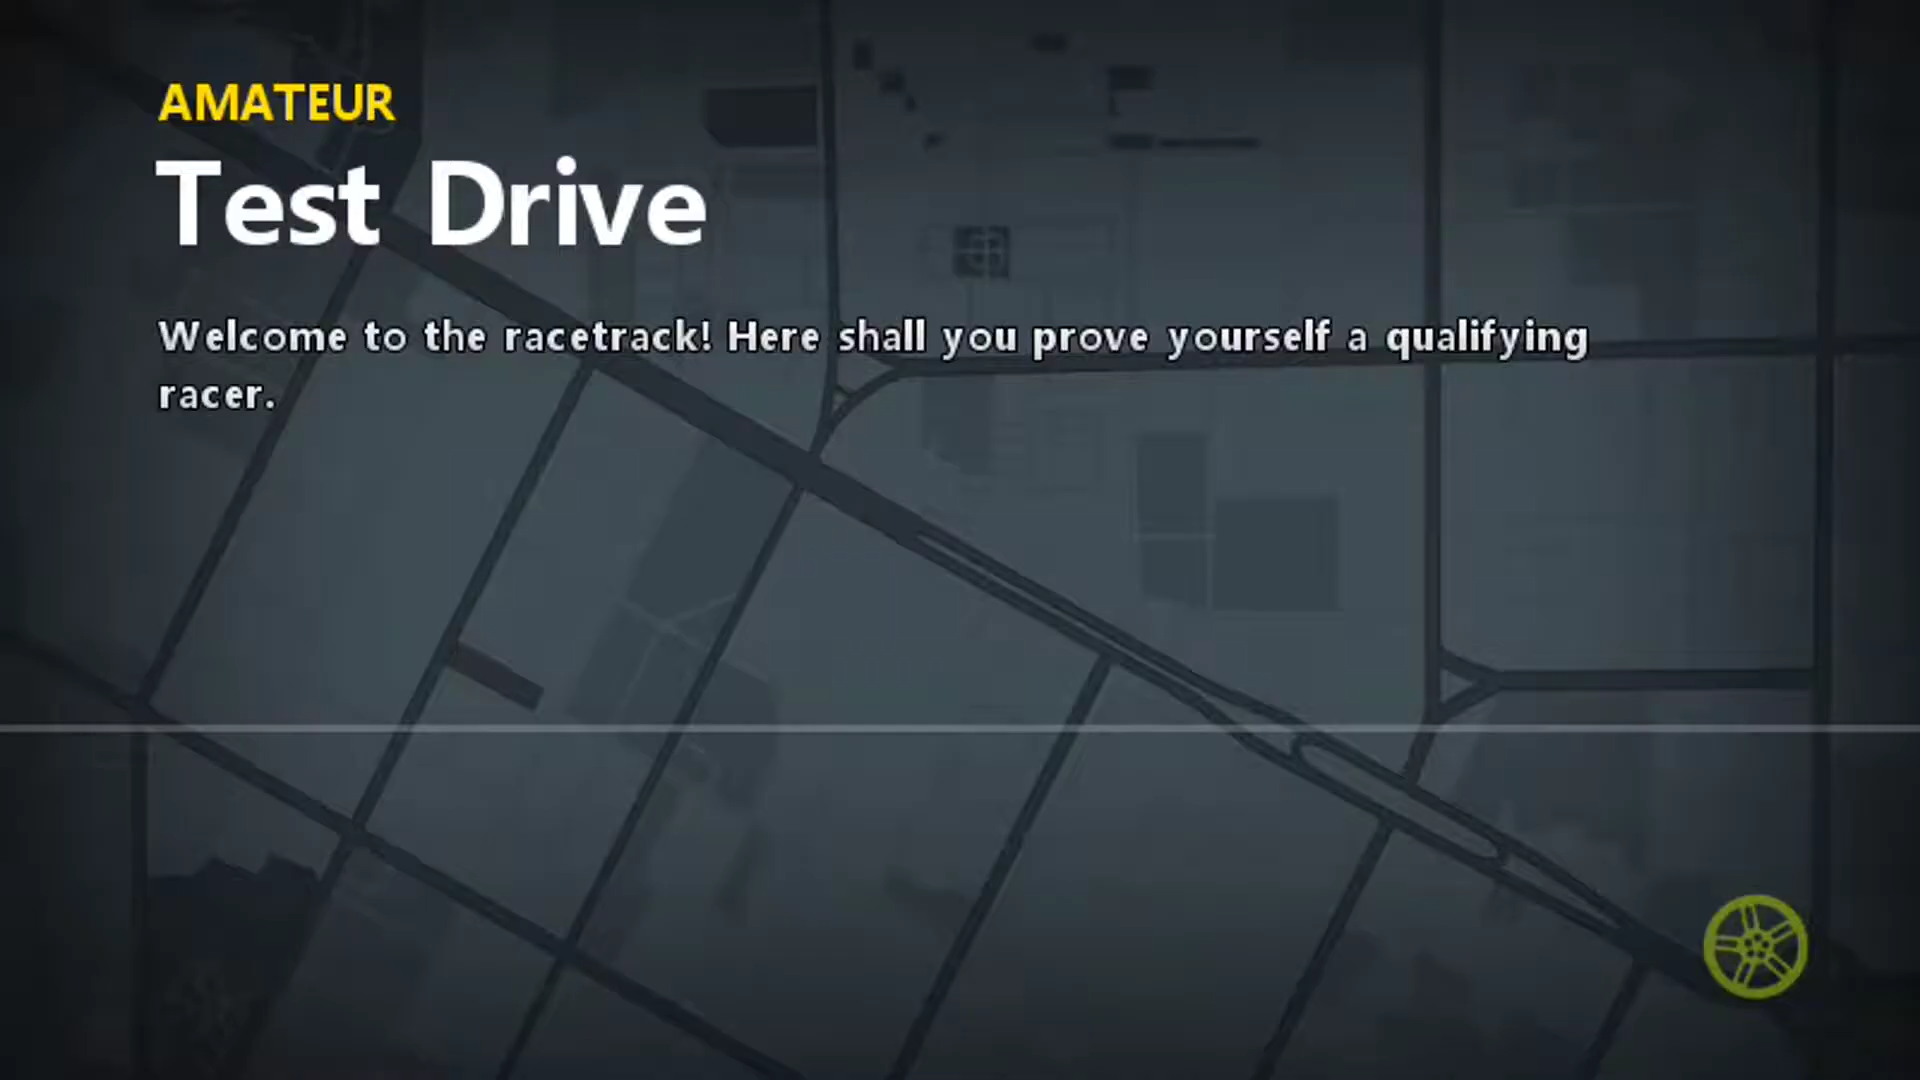 AMATEUR
Test Drive
Welcome to the racetrack! Here shall you prove yourself a qualifying
racer.